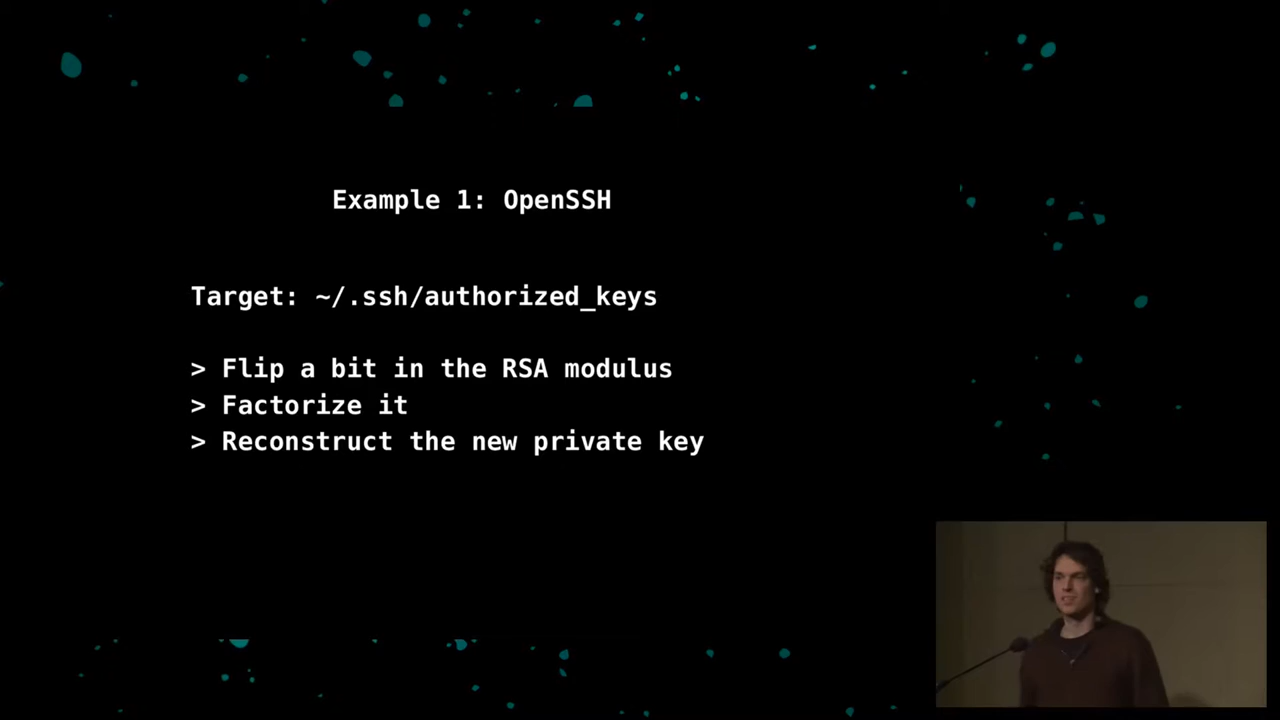 Example 1: OpenSSH
Target: ~/.ssh/authorized_keys
> Flip a bit in the RSA modulus
> Factorize it
> Reconstruct the new private key